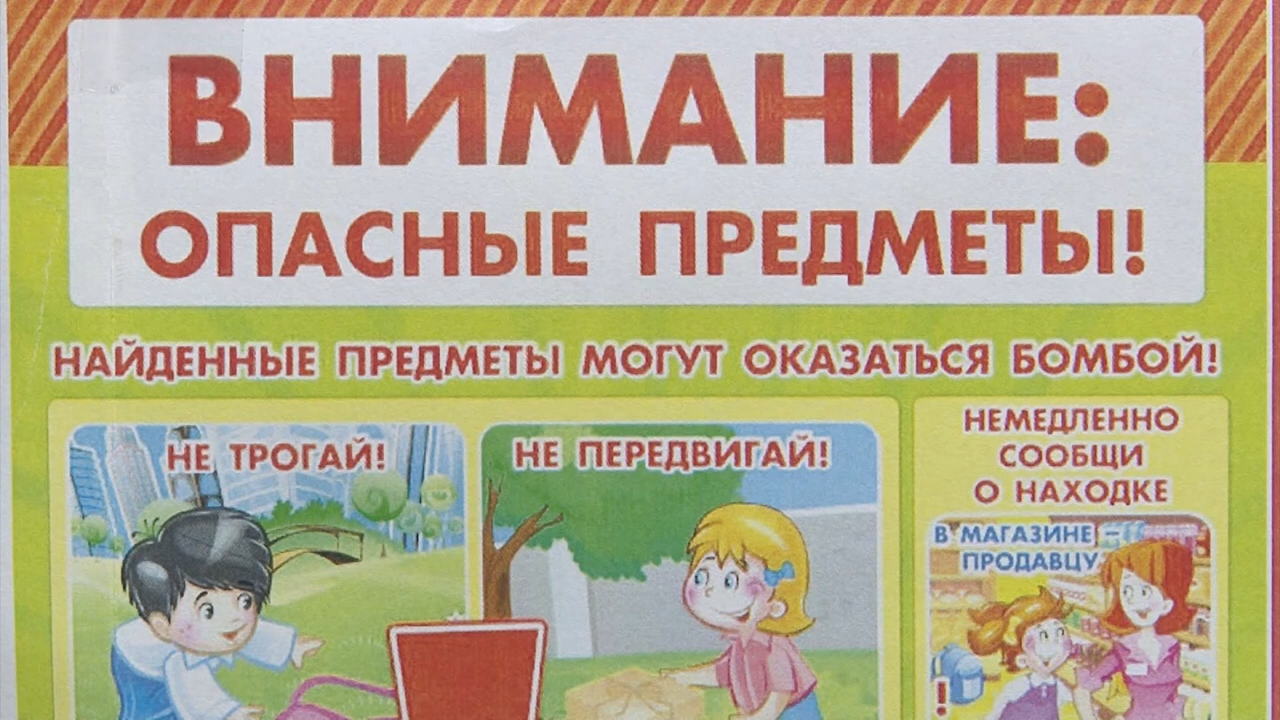 ВНИМАНИЕ:
ОПАСНЫЕ ПРЕДМЕТЫ!
НАЙДЕННЫЕ ПРЕДМЕТЫ МОГУТ ОКАЗАТЬСЯ БОМБОЙ!
НЕ ТРОГАЙ!
НЕ ПЕРЕДВИГАЙ!
НЕМЕДЛЕННО
СООБЩИ
О НАХОДКЕ
В МАГАЗИНЕ –
ПРОДАВЦУ
!